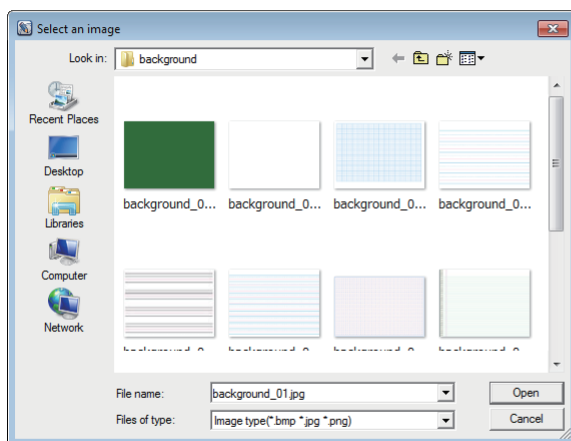 Select an image
Look in:
background
Recent Places
Desktop
Libraries
Computer
Network
background_0... background_0... background_0... background_0...
File name:
background_01.jpg
Open
Files of type:
Image type(*.bmp *.jpg *.png)
Cancel